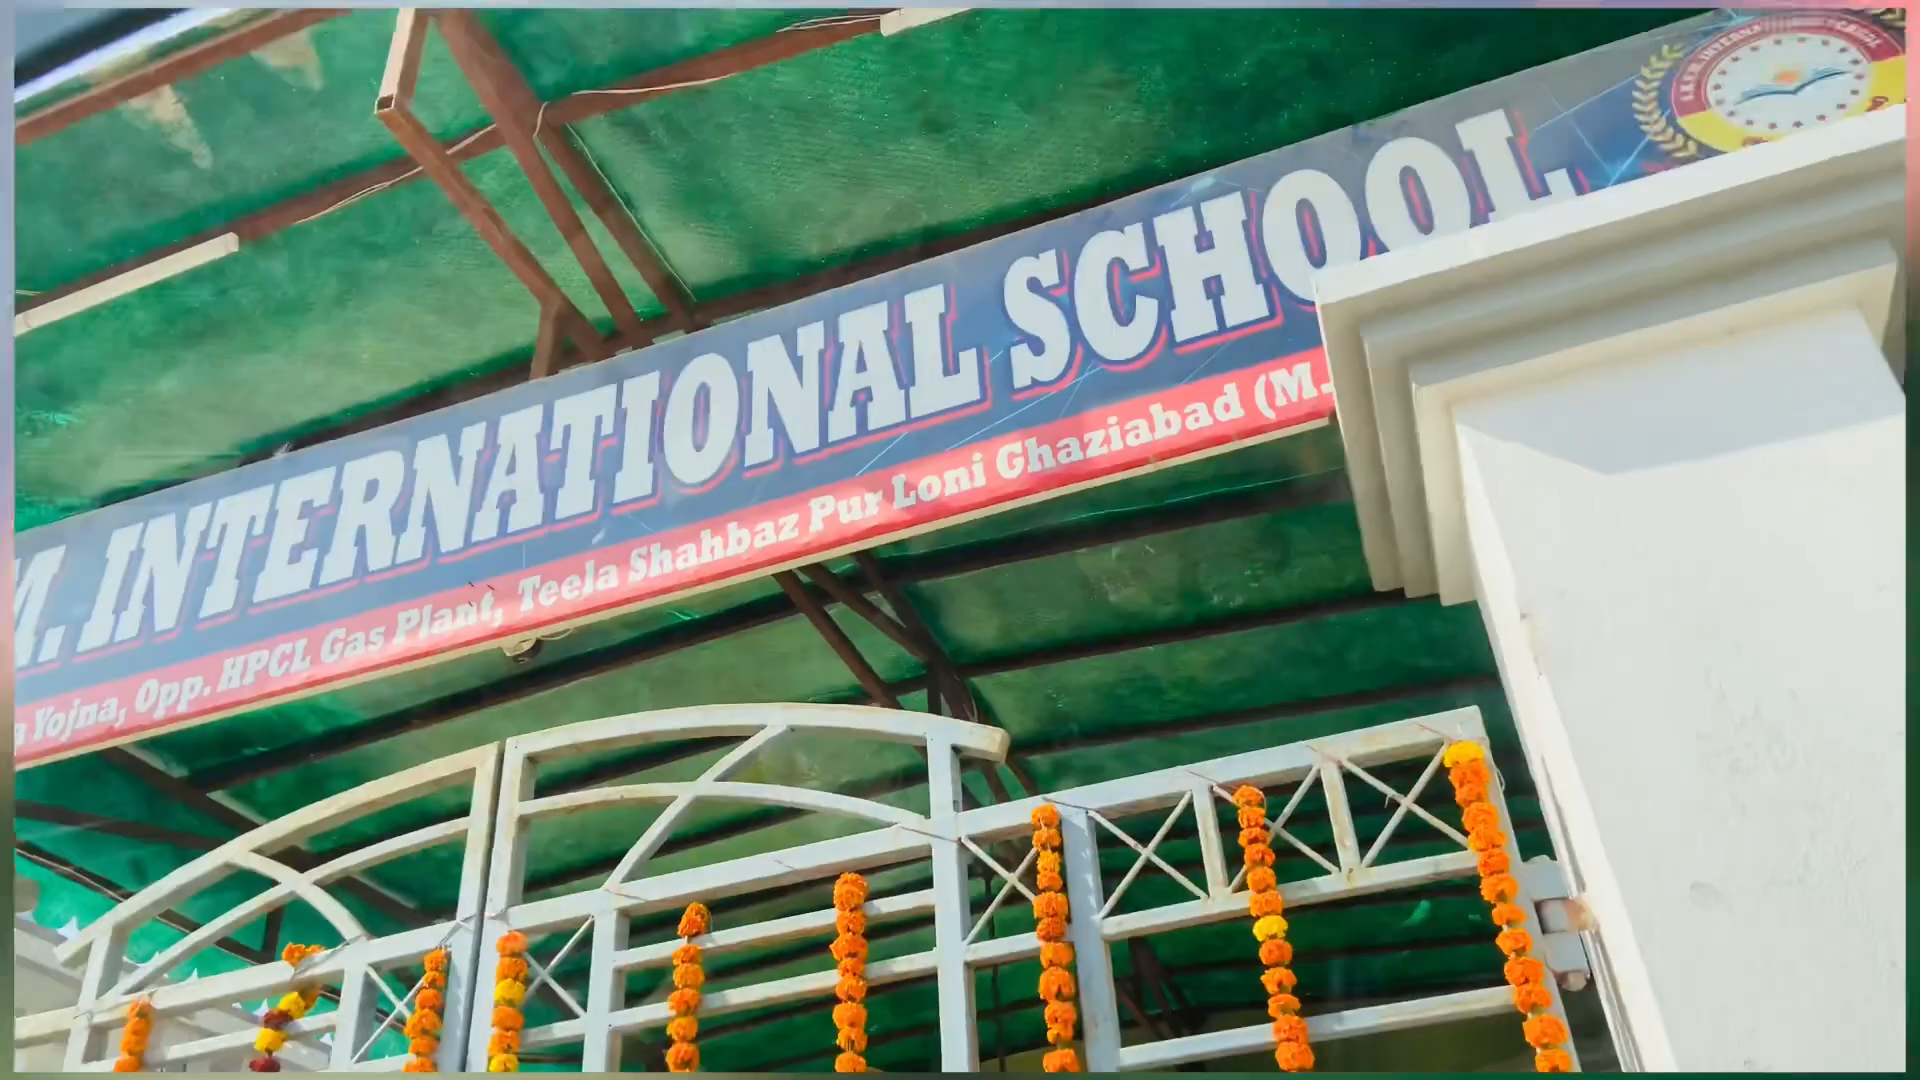 M. INTERNATIONAL SCHOOL
Yojna, Opp. HPCL Gas Plant, Teela Shahbaz Pur Loni Ghaziabad (M.